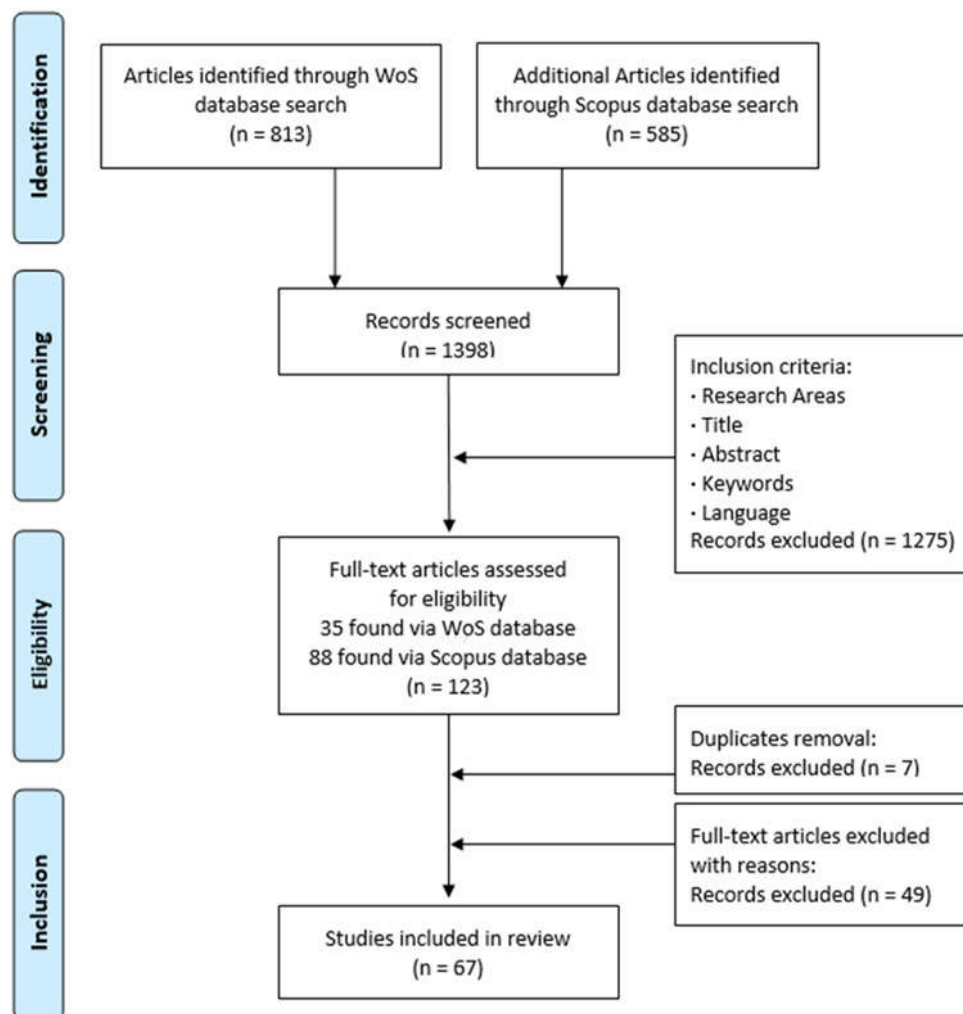 Identification
Articles identified through WoS
database search
(n = 813)
Additional Articles identified
through Scopus database search
(n = 585)
Screening
Records screened
(n = 1398)
Inclusion criteria:
· Research Areas
· Title
· Abstract
· Keywords
· Language
Records excluded (n = 1275)
Eligibility
Full-text articles assessed
for eligibility
35 found via WoS database
88 found via Scopus database
(n = 123)
Duplicates removal:
Records excluded (n = 7)
Full-text articles excluded
with reasons:
Records excluded (n = 49)
Inclusion
Studies included in review
(n = 67)